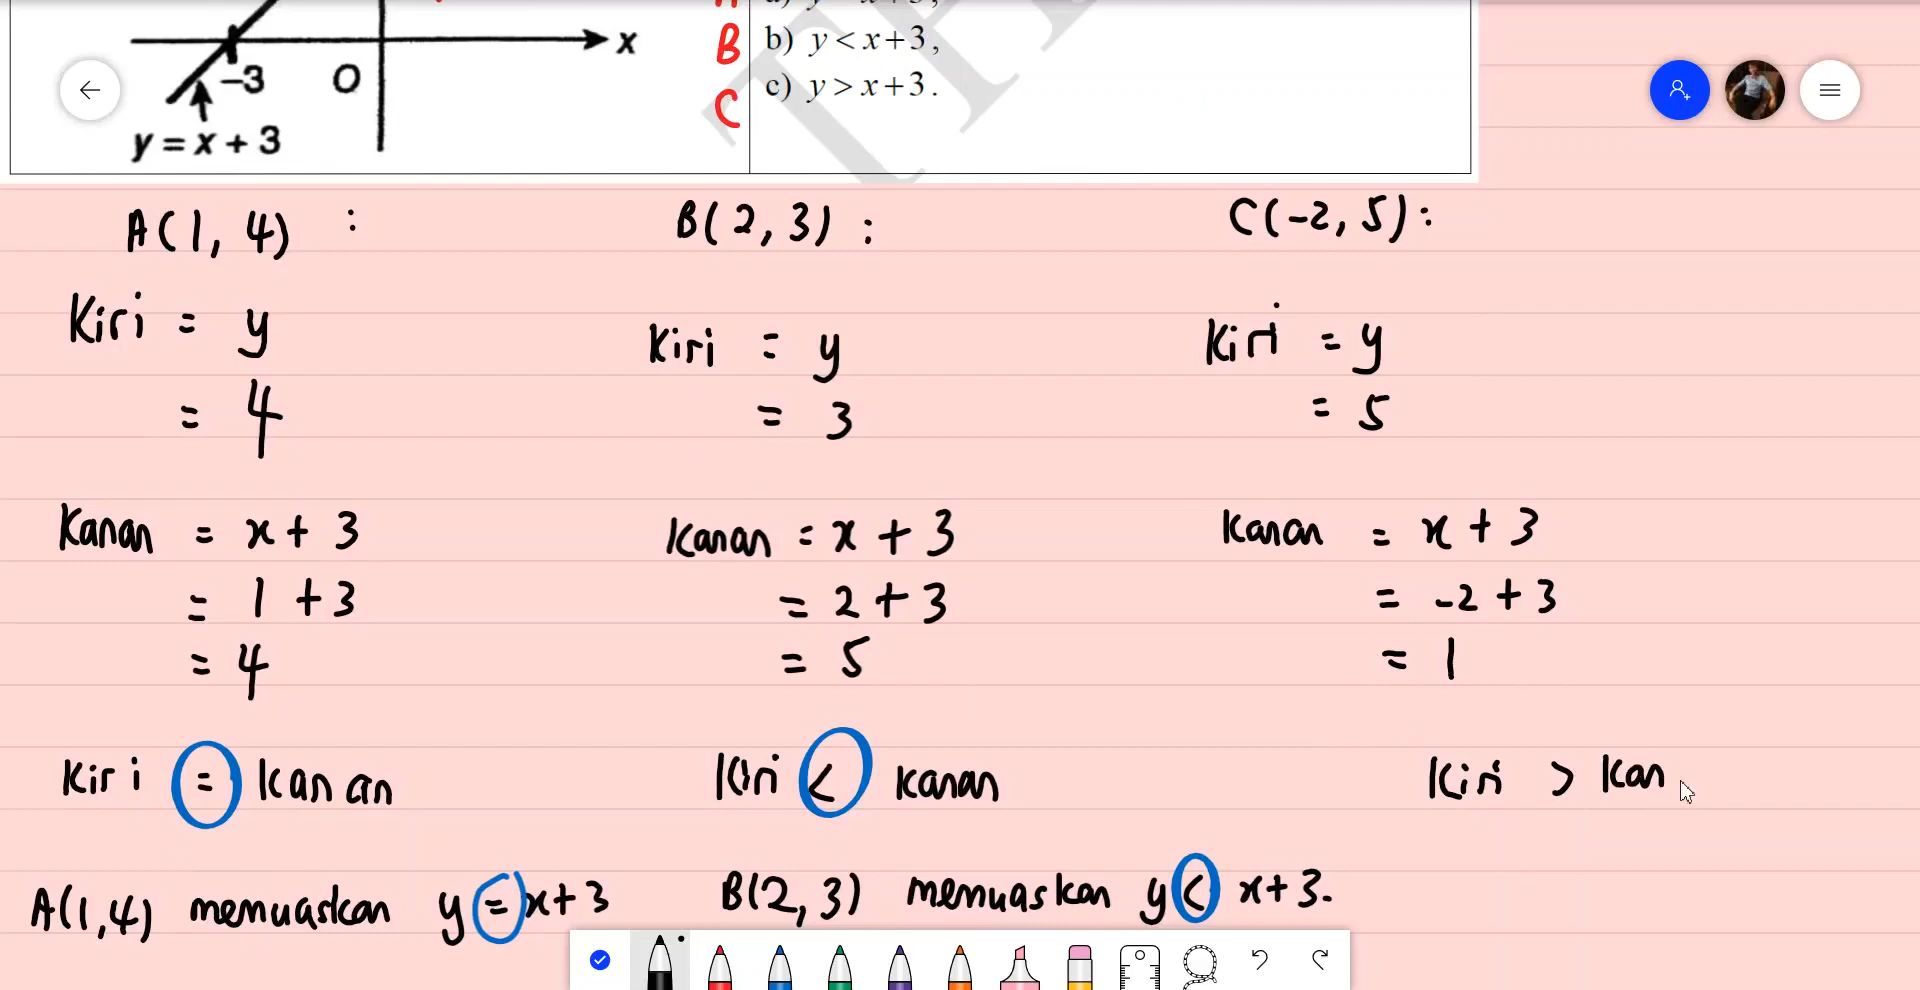 b) y < x + 3,
c) y > x + 3.
B
C
x
-3
O
y = x + 3
A(1, 4) :
Kiri = y
= 4
Kanan = x + 3
= 1 + 3
= 4
Kiri = Kanan
A(1,4) memuaskan y = x + 3
B(2, 3) :
Kiri = y
= 3
Kanan = x + 3
= 2 + 3
= 5
Kiri < Kanan
B(2, 3) memuaskan y < x + 3.
C(-2, 5) :
Kiri = y
= 5
Kanan = x + 3
= -2 + 3
= 1
Kiri > Kan